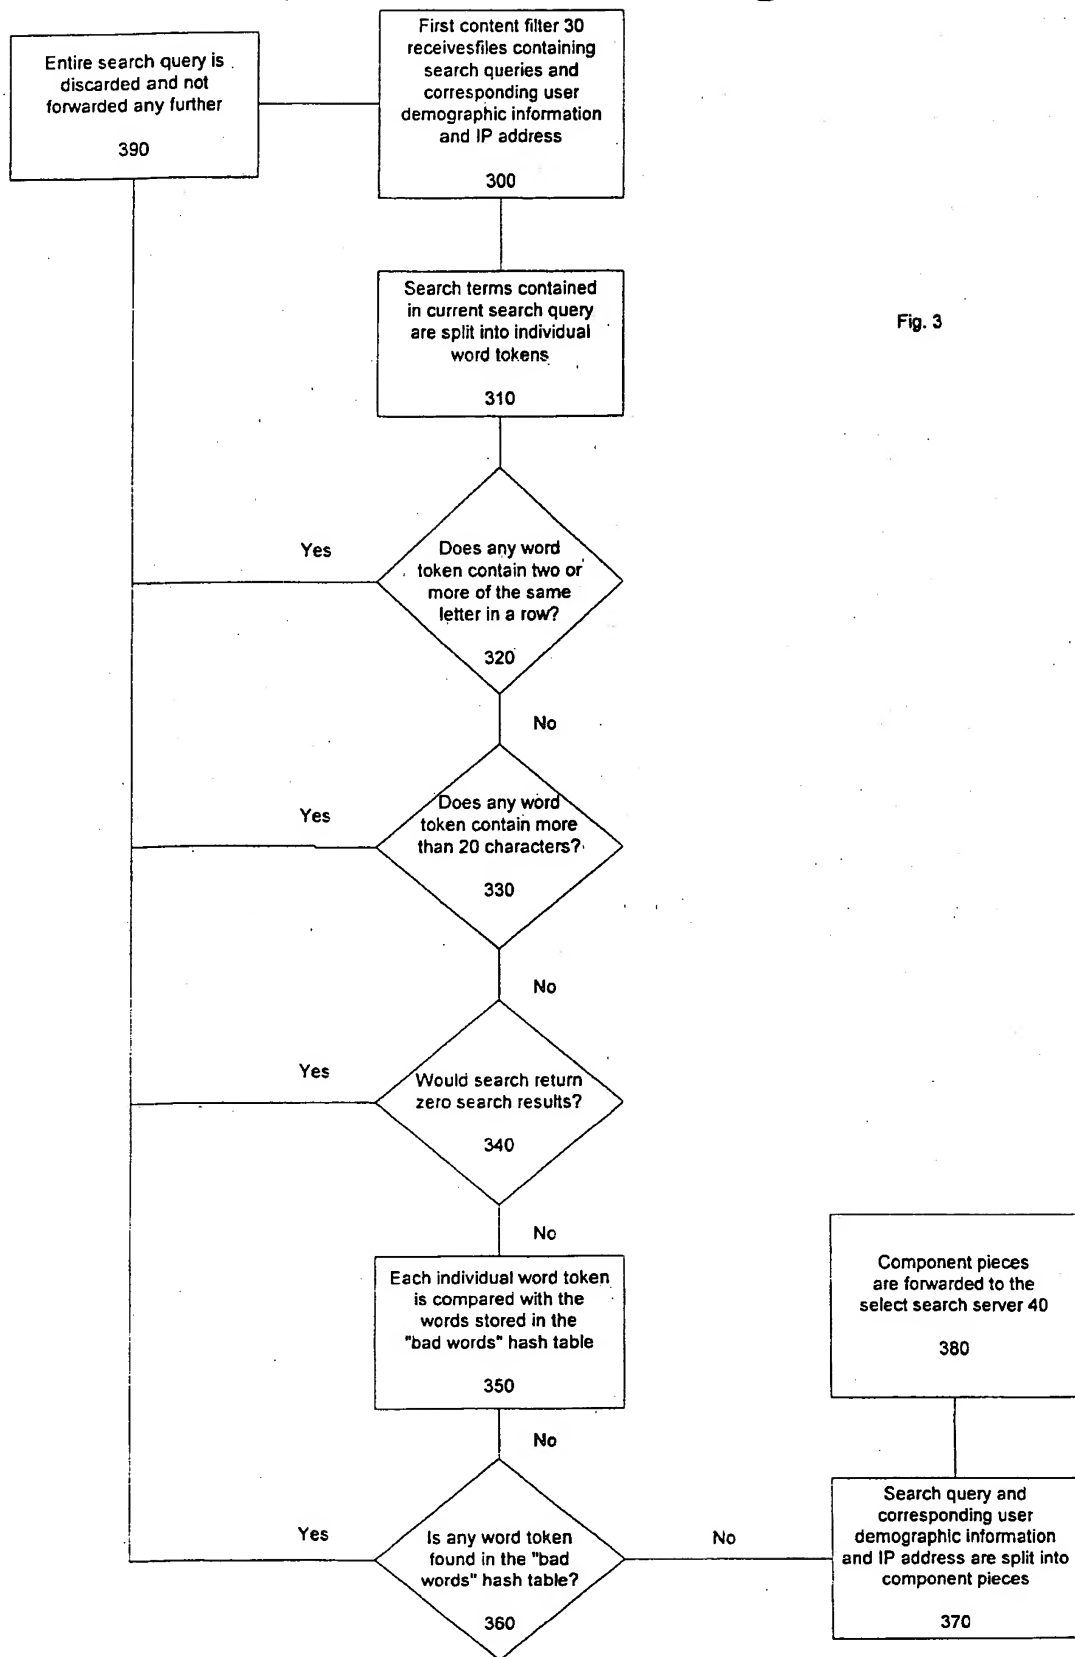 Entire search query is
discarded and not
forwarded any further
390
First content filter 30
receivesfiles containing
search queries and
corresponding user
demographic information
and IP address
300
Search terms contained
in current search query
are split into individual
word tokens
310
Fig. 3
Yes
Does any word
token contain two or
more of the same
letter in a row?
320
No
Yes
Does any word
token contain more
than 20 characters?
330
No
Yes
Would search return
zero search results?
340
No
Each individual word token
is compared with the
words stored in the
"bad words" hash table
350
No
Yes
Is any word token
found in the "bad
words" hash table?
360
No
Component pieces
are forwarded to the
select search server 40
380
Search query and
corresponding user
demographic information
and IP address are split into
component pieces
370